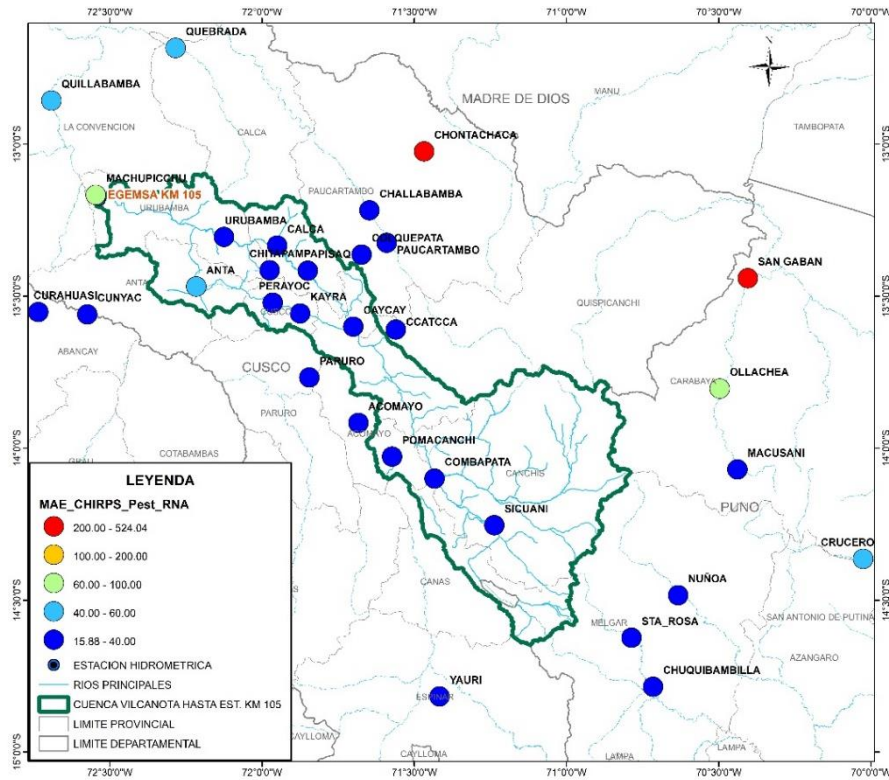 72°30'0"W 72°0'0"W 71°30'0"W 71°0'0"W 70°30'0"W 70°0'0"W
QUEBRADA
QUILLABAMBA
LA CONVENCION
CALCA
MADRE DE DIOS
MANU
TAMBOPATA
13°0'0"S
13°0'0"S
CHONTACHACA
MACHUPICCHU
EGEMSA KM 105
URUBAMBA
PAUCARTAMBO
CHALLABAMBA
URUBAMBA
CALCA
PAUCARTAMBO
SAN GABAN
ANTA
ANTA
PERAYOC
KAYRA
QUISPICANCHI
13°30'0"S
13°30'0"S
CURAHUASI
CUNYAC
CAYCAY
CCATCCA
ABANCAY
CUSCO
PARURO
CARABAYA
OLLACHEA
PARURO
ACOMAYO
ACOMAYO
14°0'0"S
14°0'0"S
COTABAMBAS
POMACANCHI
COMBAPATA
CANCHIS
MACUSANI
SICUANI
PUNO
CRUCERO
CANAS
NUÑOA
14°30'0"S
SAN ANTONIO DE PUTINA
MELGAR
STA_ROSA
AZANGARO
CHUQUIBAMBILLA
YAURI
ESPINAR
CAYLLOMA
CAYLLOMA
LAMPA
LAMPA
15°0'0"S
15°0'0"S
LEYENDA
MAE_CHIRPS_Pest_RNA
200.00 - 524.04
100.00 - 200.00
60.00 - 100.00
40.00 - 60.00
15.88 - 40.00
ESTACION HIDROMETRICA
RIOS PRINCIPALES
CUENCA VILCANOTA HASTA EST. KM 105
LIMITE PROVINCIAL
LIMITE DEPARTAMENTAL
72°30'0"W 72°0'0"W 71°30'0"W 71°0'0"W 70°30'0"W 70°0'0"W